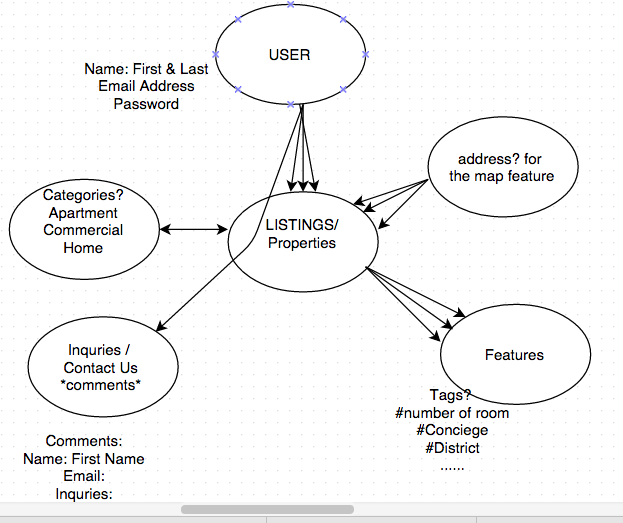 USER
Name: First & Last
Email Address
Password
address? for
the map feature
Categories?
Apartment
Commercial
Home
LISTINGS/
Properties
Inquries /
Contact Us
*comments*
Features
Tags?
#number of room
#Conciege
#District
......
Comments:
Name: First Name
Email:
Inquries: